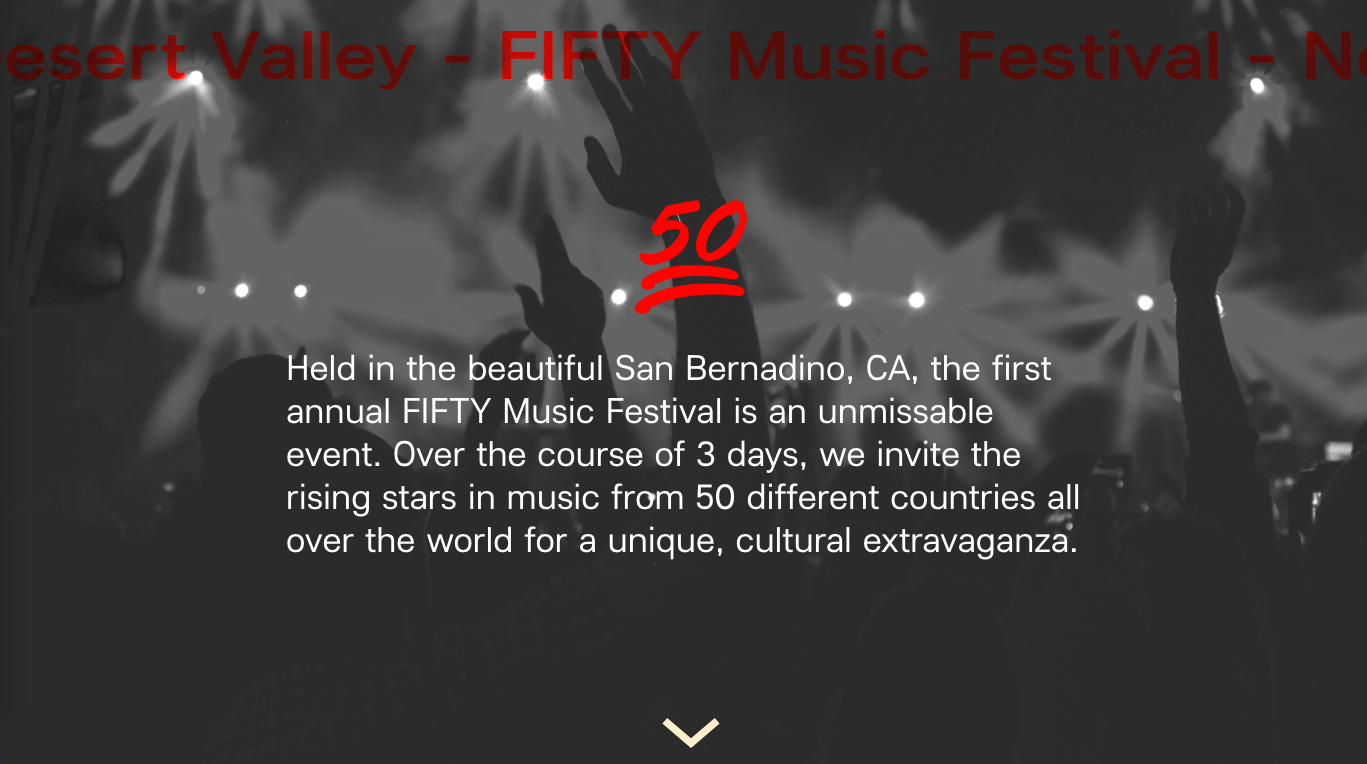 esert Valley - FIFTY Music Festival - N
50
Held in the beautiful San Bernadino, CA, the first
annual FIFTY Music Festival is an unmissable
event. Over the course of 3 days, we invite the
rising stars in music from 50 different countries all
over the world for a unique, cultural extravaganza.